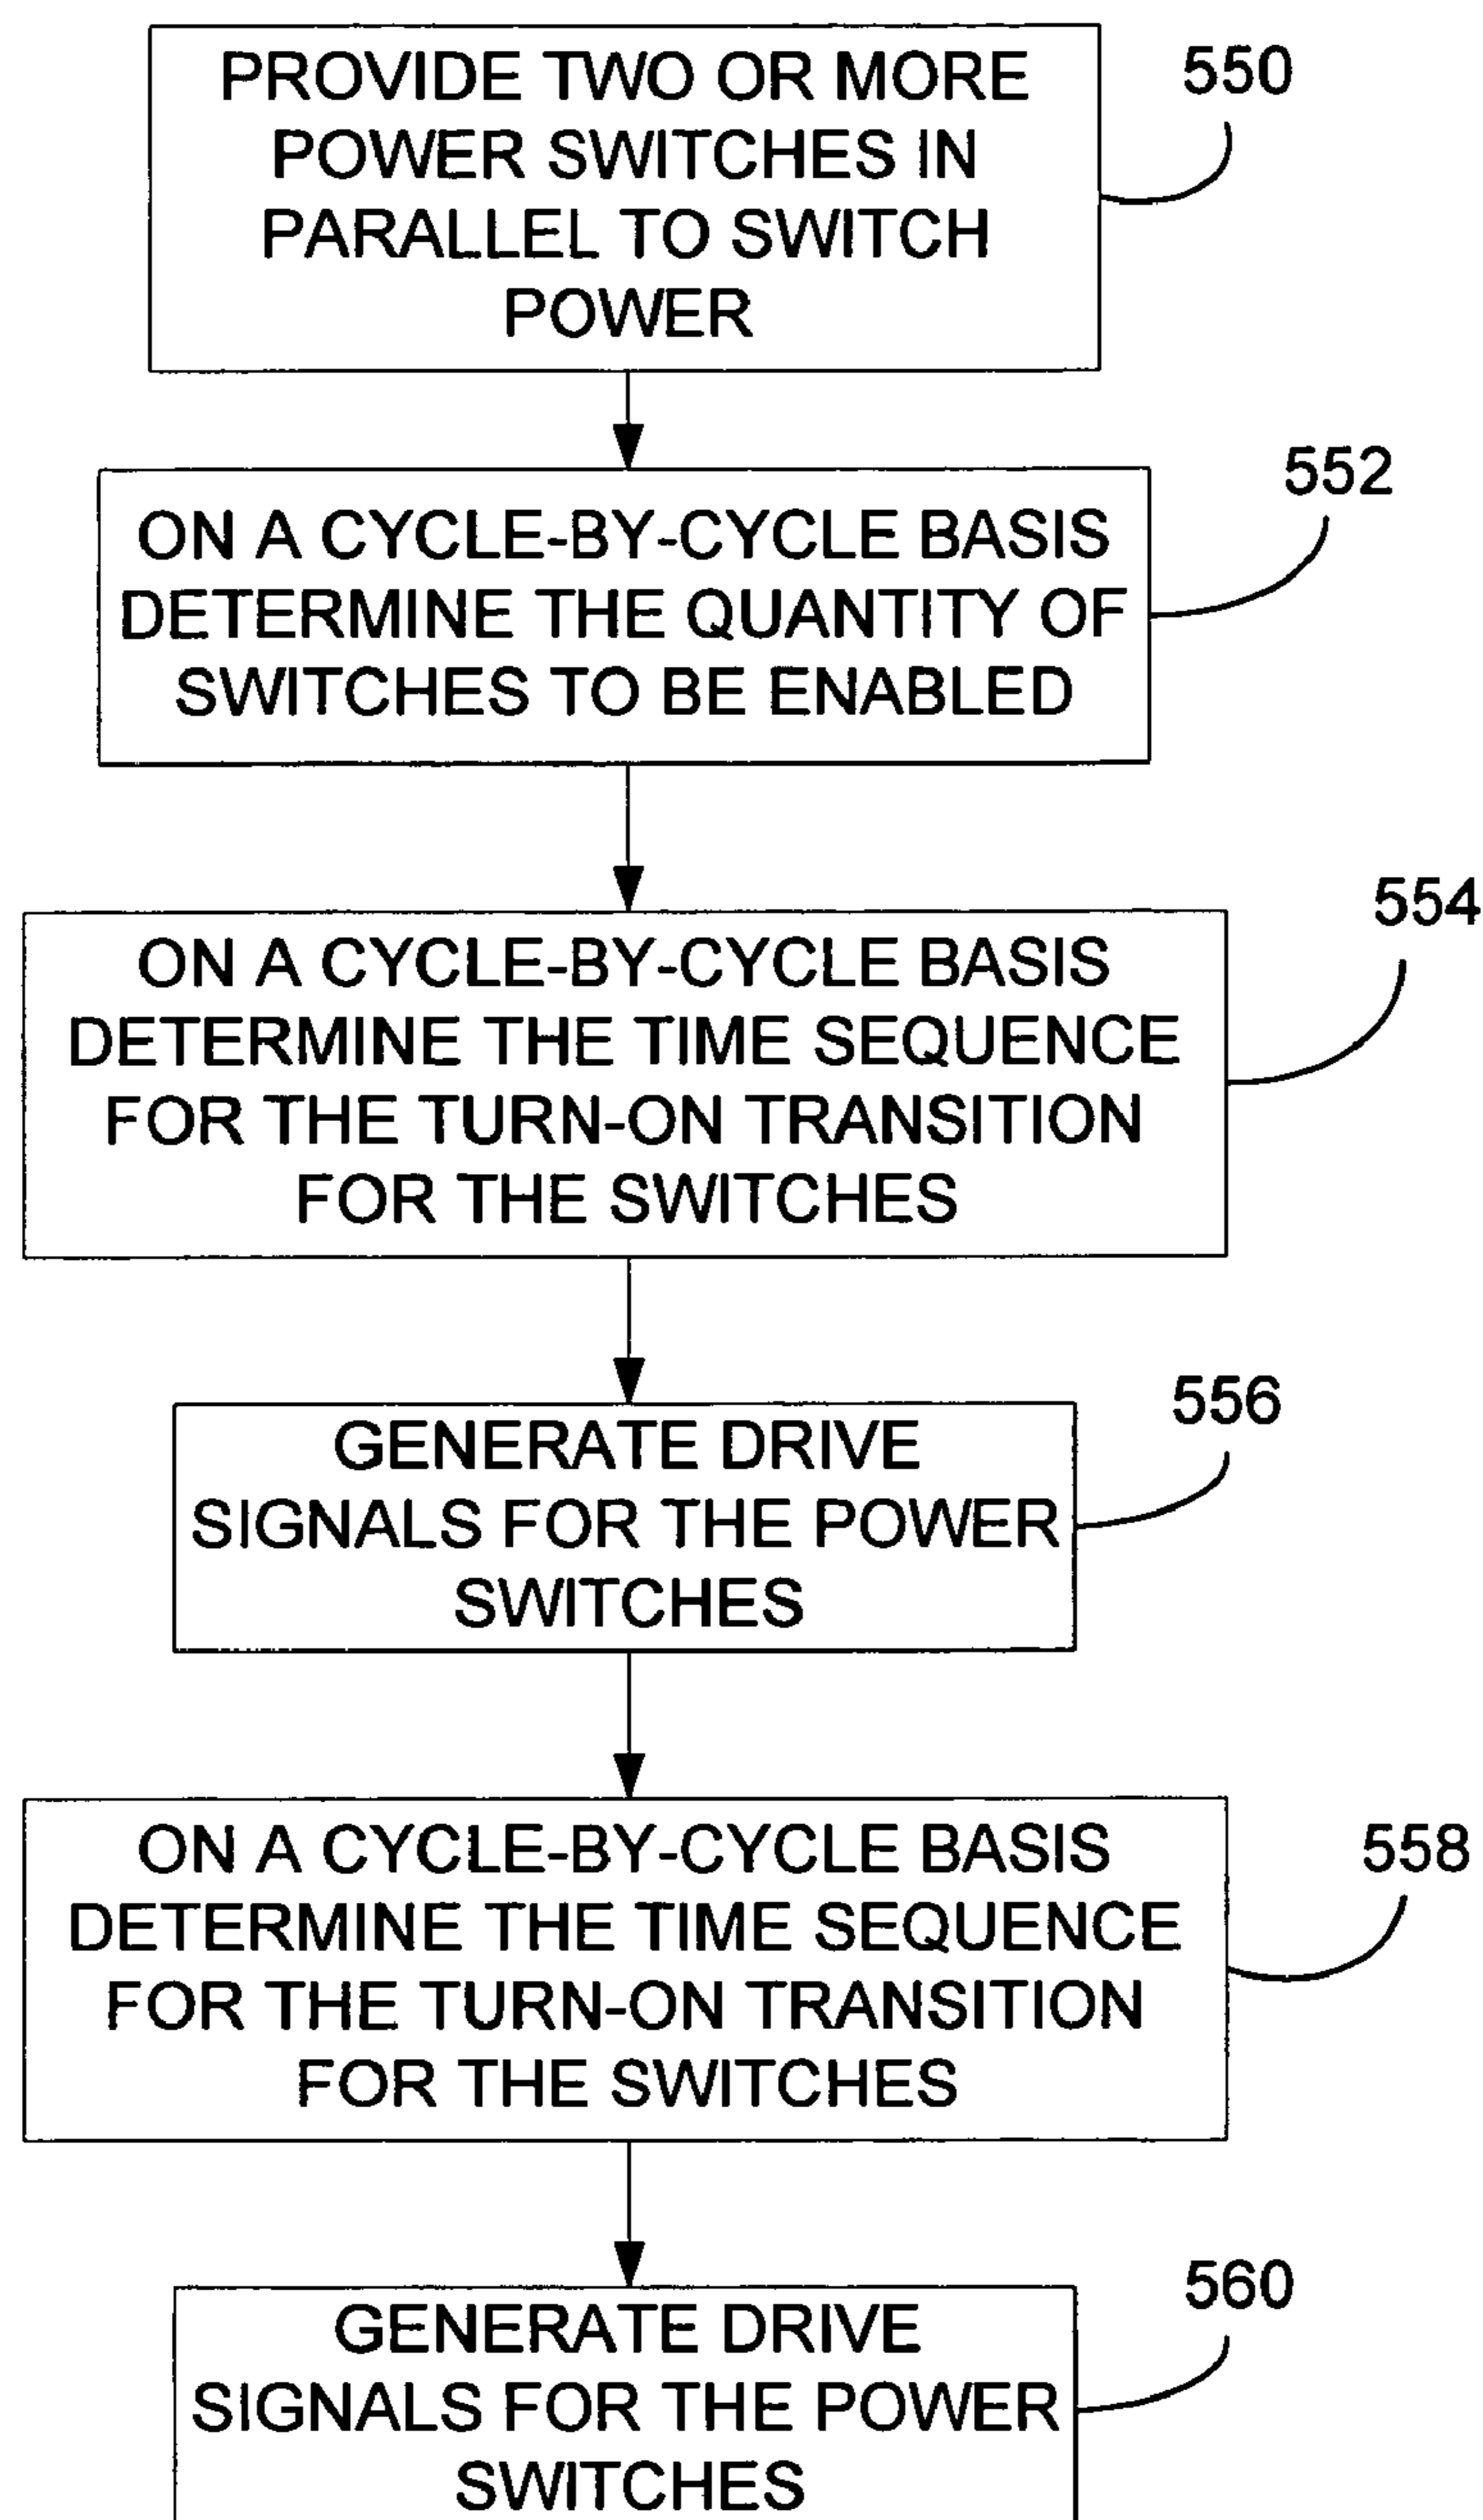 PROVIDE TWO OR MORE
POWER SWITCHES IN
PARALLEL TO SWITCH
POWER
550
ON A CYCLE-BY-CYCLE BASIS
DETERMINE THE QUANTITY OF
SWITCHES TO BE ENABLED
552
ON A CYCLE-BY-CYCLE BASIS
DETERMINE THE TIME SEQUENCE
FOR THE TURN-ON TRANSITION
FOR THE SWITCHES
554
GENERATE DRIVE
SIGNALS FOR THE POWER
SWITCHES
556
ON A CYCLE-BY-CYCLE BASIS
DETERMINE THE TIME SEQUENCE
FOR THE TURN-ON TRANSITION
FOR THE SWITCHES
558
GENERATE DRIVE
SIGNALS FOR THE POWER
SWITCHES
560